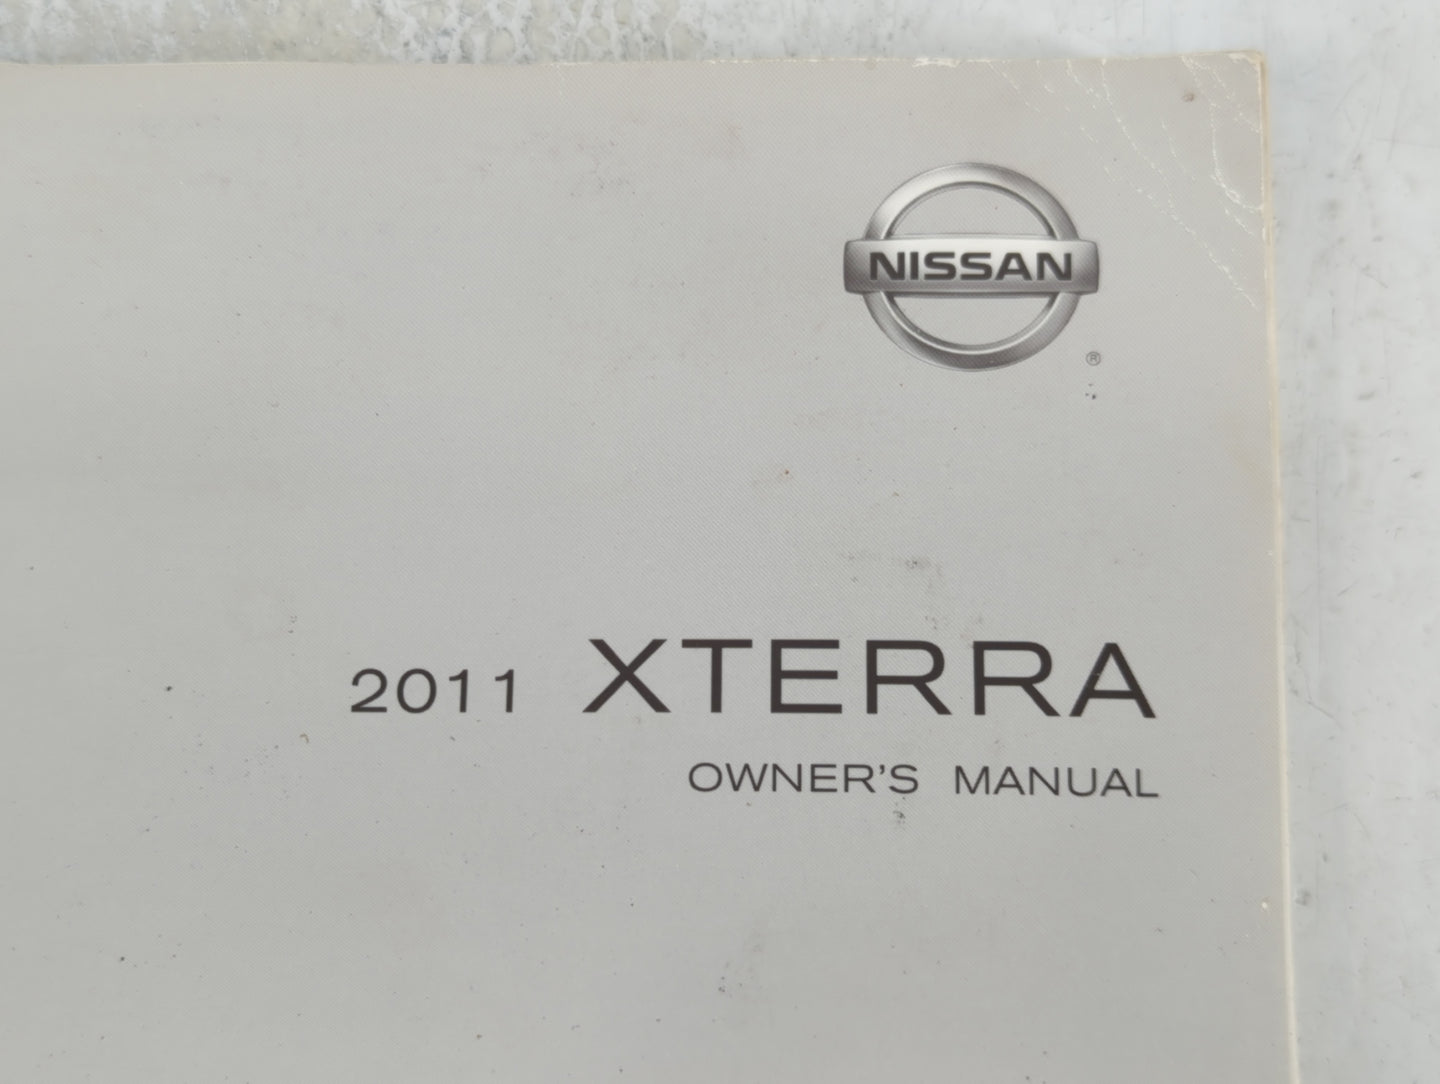 NISSAN
®
2011 XTERRA
OWNER'S MANUAL